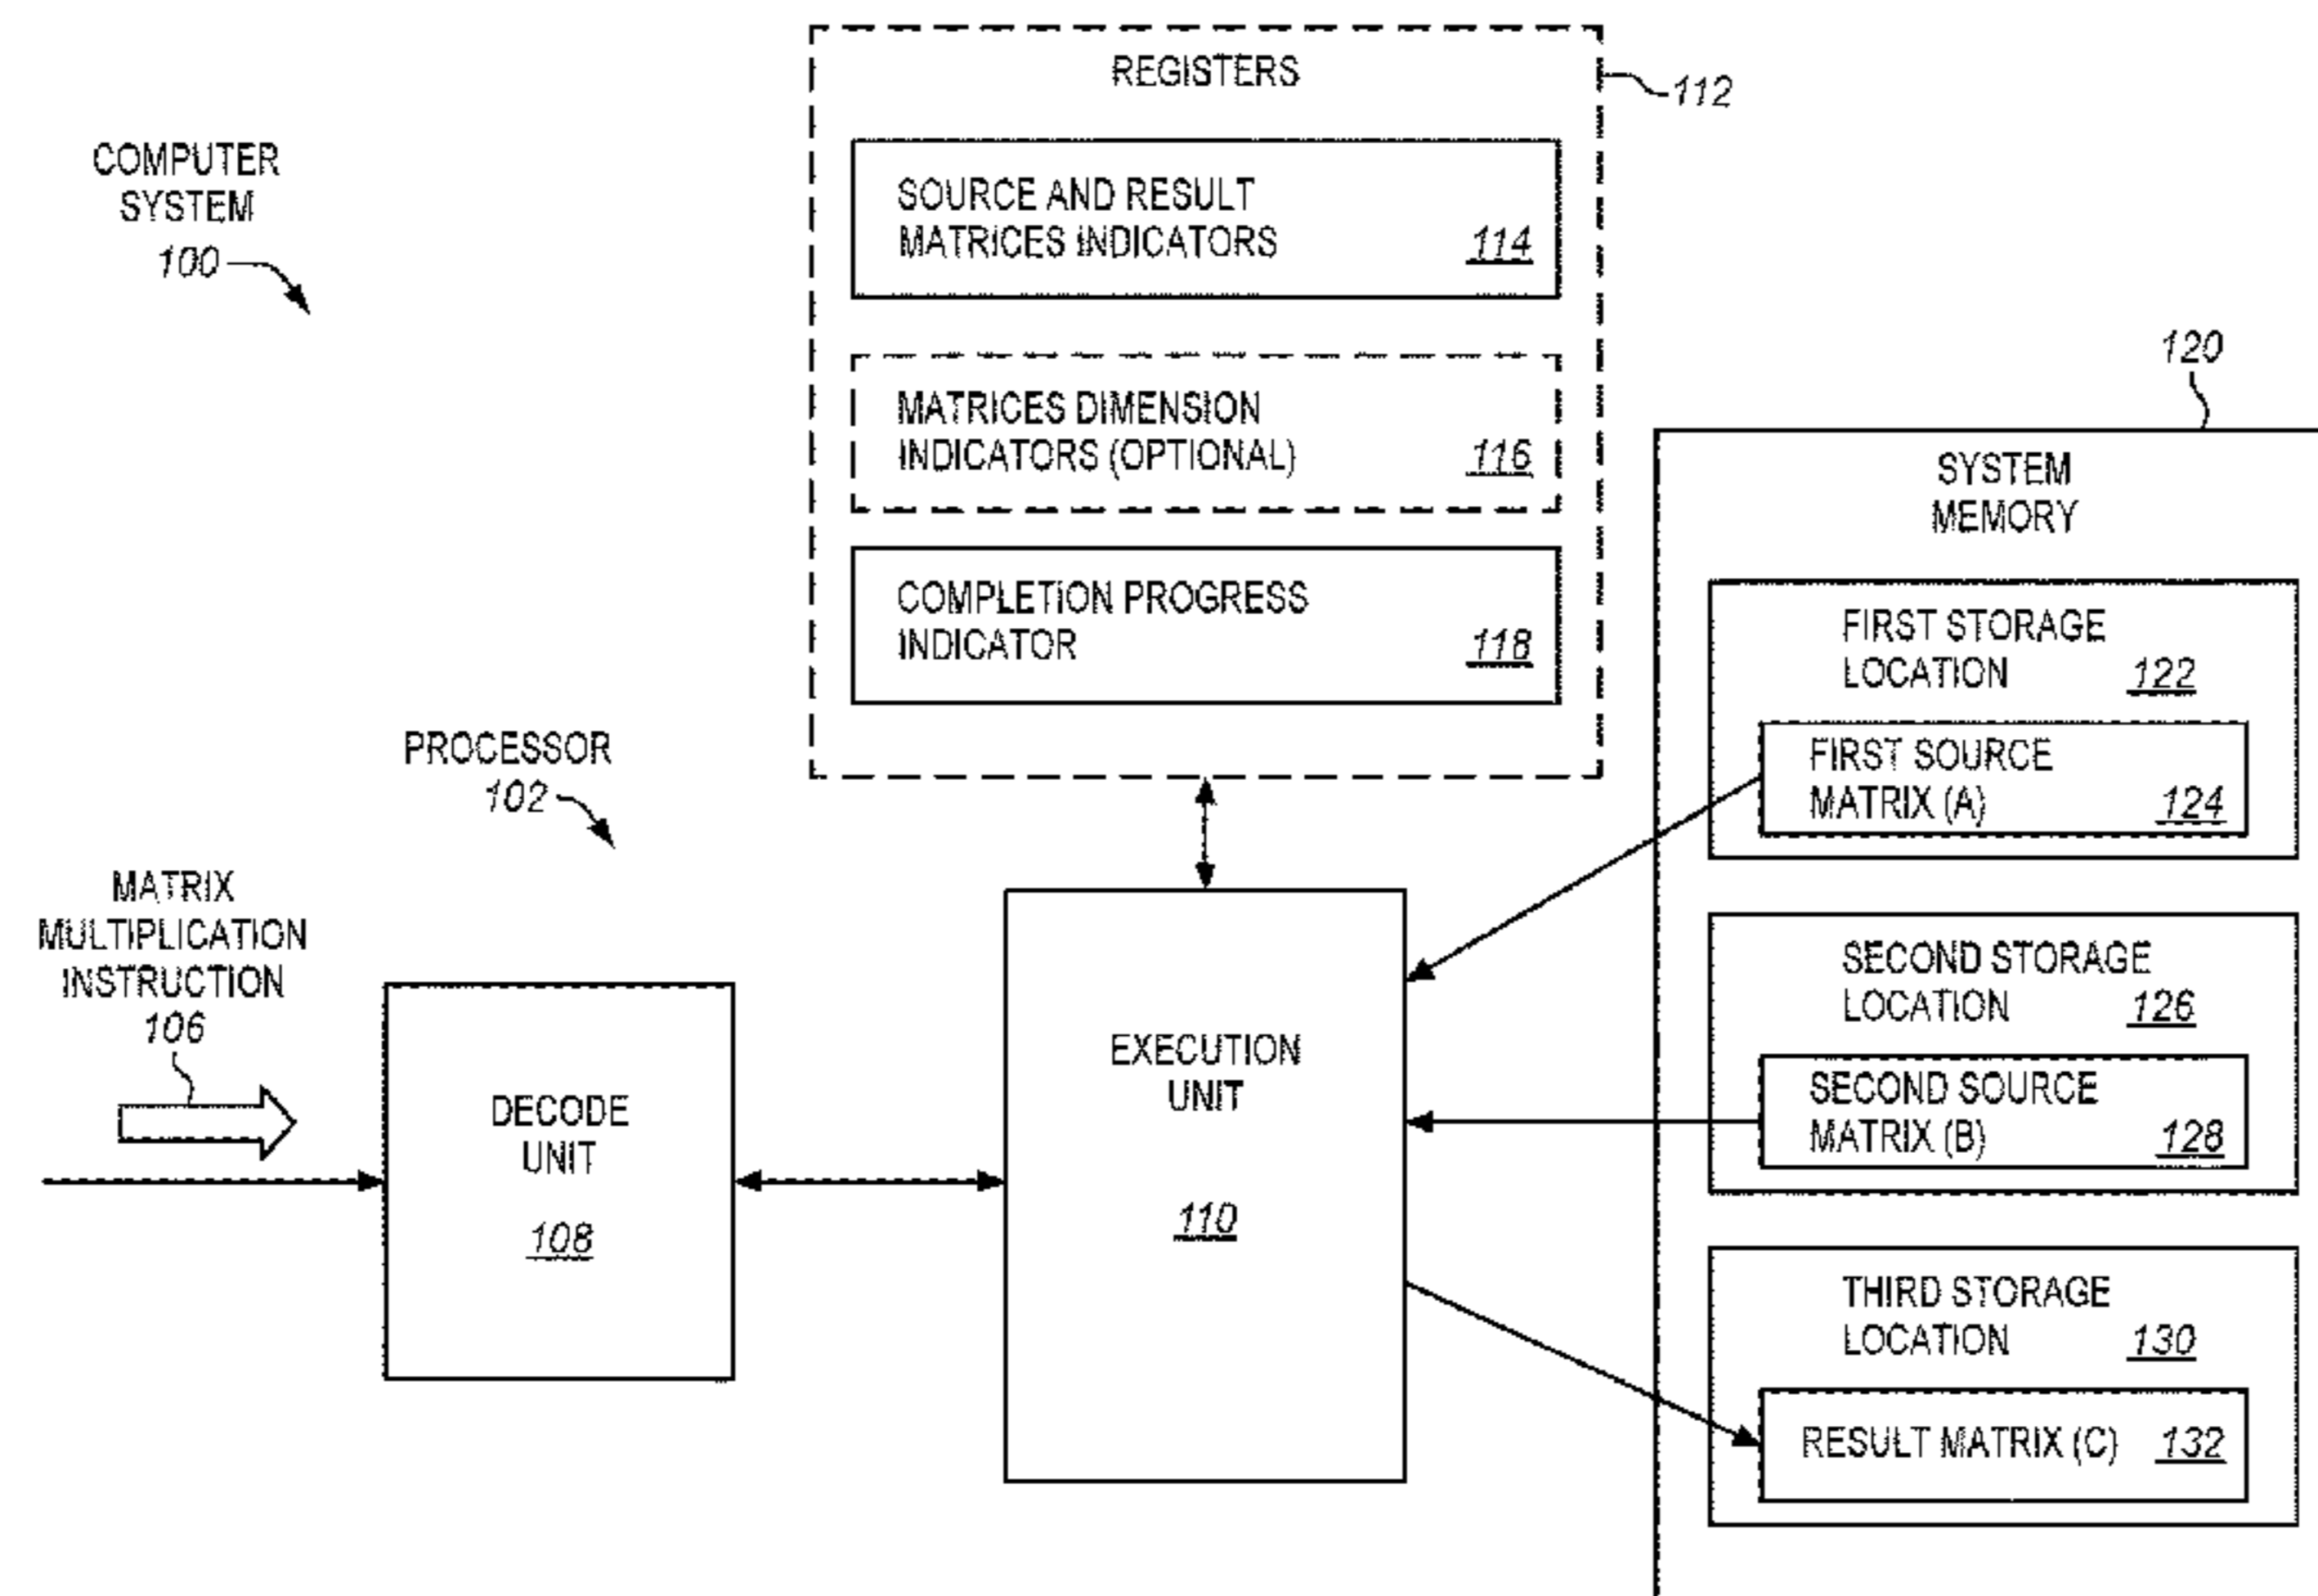 REGISTERS
112
COMPUTER
SYSTEM
100
SOURCE AND RESULT
MATRICES INDICATORS 114
MATRICES DIMENSION
INDICATORS (OPTIONAL) 116
COMPLETION PROGRESS
INDICATOR 118
120
SYSTEM
MEMORY
FIRST STORAGE
LOCATION 122
FIRST SOURCE
MATRIX (A) 124
PROCESSOR
102
MATRIX
MULTIPLICATION
INSTRUCTION
106
DECODE
UNIT
108
EXECUTION
UNIT
110
SECOND STORAGE
LOCATION 126
SECOND SOURCE
MATRIX (B) 128
THIRD STORAGE
LOCATION 130
RESULT MATRIX (C) 132